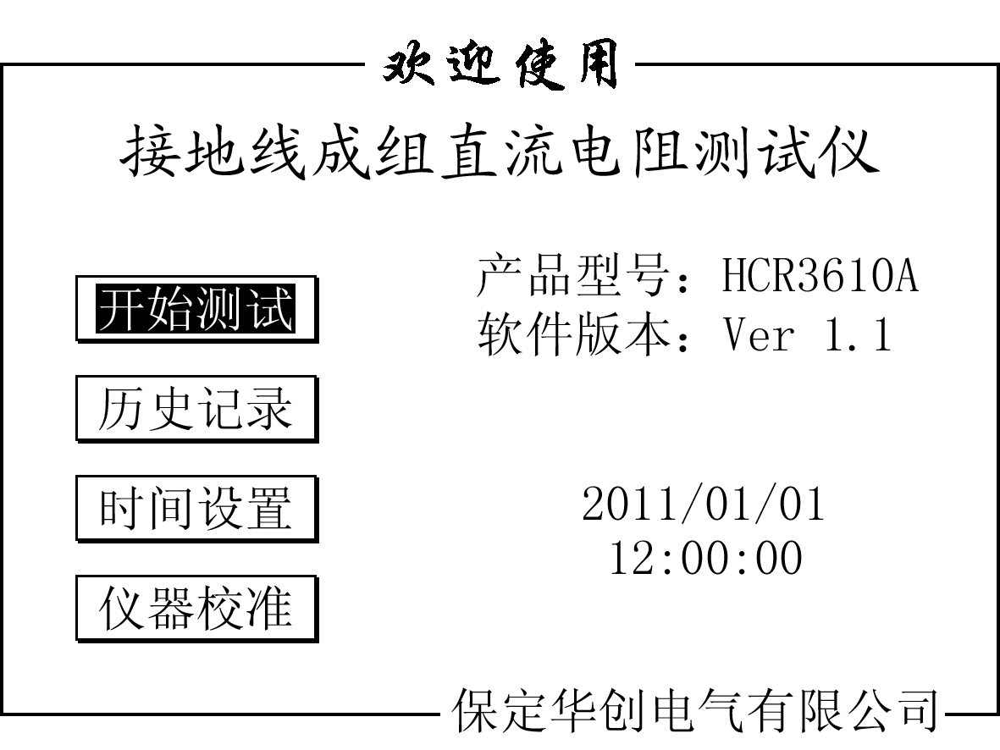 欢迎使用
接地线成组直流电阻测试仪
开始测试
历史记录
时间设置
仪器校准
产品型号：HCR3610A
软件版本：Ver 1.1
2011/01/01
12:00:00
保定华创电气有限公司